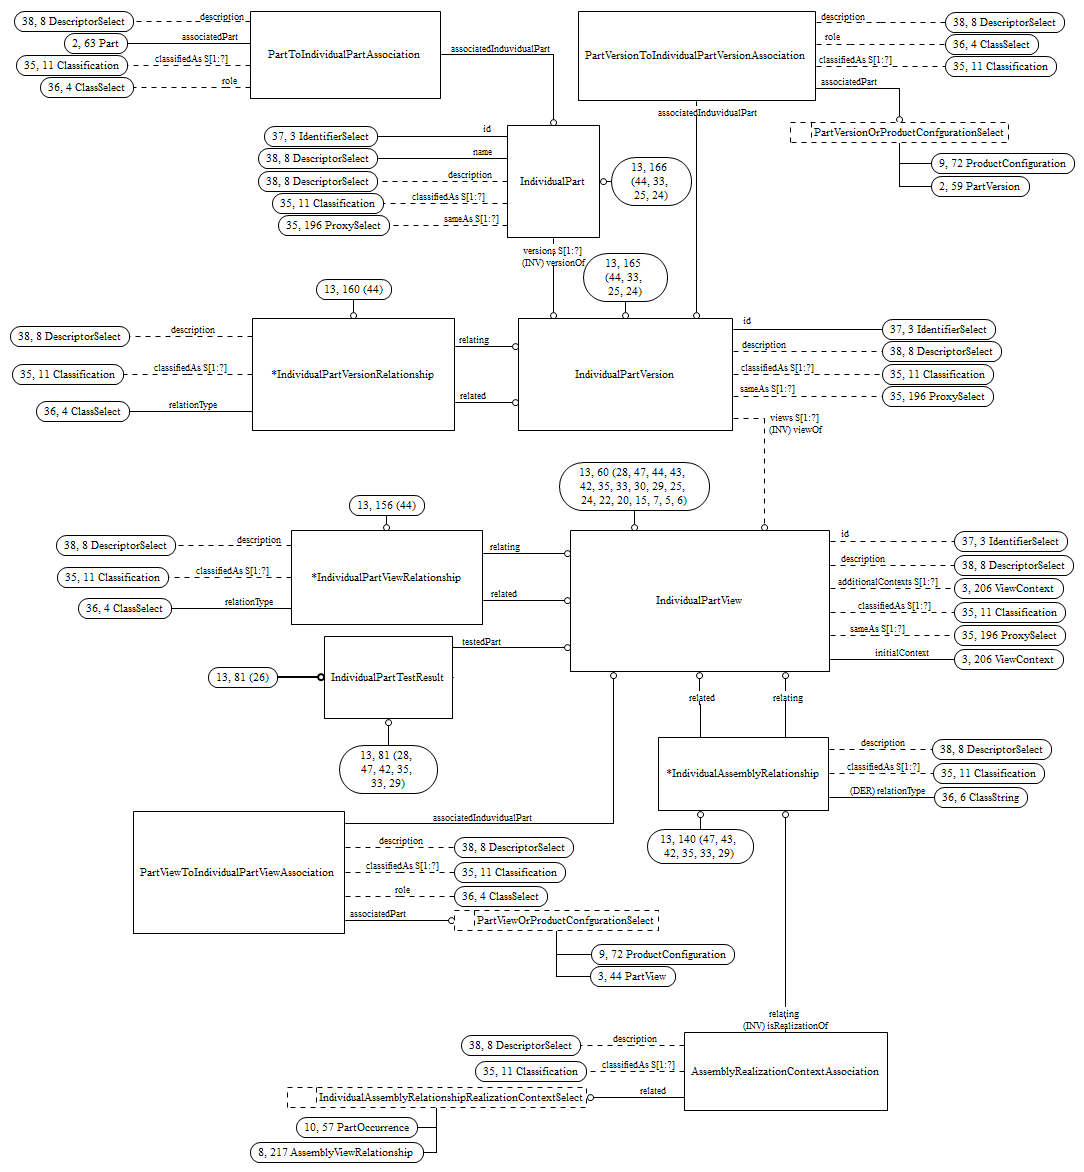 38, 8 DescriptorSelect
description
2, 63 Part
associatedPart
35, 11 Classification
classifiedAs S[1:?]
36, 4 ClassSelect
role
PartToIndividualPartAssociation
associatedInduvidualPart
PartVersionToIndividualPartVersionAssociation
description
38, 8 DescriptorSelect
role
36, 4 ClassSelect
classifiedAs S[1:?]
35, 11 Classification
associatedPart
associatedInduvidualPart
PartVersionOrProductConfgurationSelect
9, 72 ProductConfiguration
2, 59 PartVersion
37, 3 IdentifierSelect
id
38, 8 DescriptorSelect
name
38, 8 DescriptorSelect
description
35, 11 Classification
classifiedAs S[1:?]
35, 196 ProxySelect
sameAs S[1:?]
IndividualPart
13, 166
(44, 33,
25, 24)
versions S[1:?]
(INV) versionOf
13, 165
(44, 33,
25, 24)
13, 160 (44)
38, 8 DescriptorSelect
description
35, 11 Classification
classifiedAs S[1:?]
36, 4 ClassSelect
relationType
*IndividualPartVersionRelationship
relating
related
IndividualPartVersion
id
37, 3 IdentifierSelect
description
38, 8 DescriptorSelect
classifiedAs S[1:?]
35, 11 Classification
sameAs S[1:?]
35, 196 ProxySelect
views S[1:?]
(INV) viewOf
13, 60 (28, 47, 44, 43,
42, 35, 33, 30, 29, 25,
24, 22, 20, 15, 7, 5, 6)
13, 156 (44)
38, 8 DescriptorSelect
description
35, 11 Classification
classifiedAs S[1:?]
36, 4 ClassSelect
relationType
*IndividualPartViewRelationship
relating
related
IndividualPartView
id
37, 3 IdentifierSelect
description
38, 8 DescriptorSelect
additionalContexts S[1:?]
3, 206 ViewContext
classifiedAs S[1:?]
35, 11 Classification
sameAs S[1:?]
35, 196 ProxySelect
initialContext
3, 206 ViewContext
testedPart
13, 81 (26)
IndividualPartTestResult
13, 81 (28,
47, 42, 35,
33, 29)
related
relating
*IndividualAssemblyRelationship
description
38, 8 DescriptorSelect
classifiedAs S[1:?]
35, 11 Classification
(DER) relationType
36, 6 ClassString
13, 140 (47, 43,
42, 35, 33, 29)
PartViewToIndividualPartViewAssociation
associatedInduvidualPart
description
38, 8 DescriptorSelect
classifiedAs S[1:?]
35, 11 Classification
role
36, 4 ClassSelect
associatedPart
PartViewOrProductConfgurationSelect
9, 72 ProductConfiguration
3, 44 PartView
relating
(INV) isRealizationOf
38, 8 DescriptorSelect
description
35, 11 Classification
classifiedAs S[1:?]
IndividualAssemblyRelationshipRealizationContextSelect
related
AssemblyRealizationContextAssociation
10, 57 PartOccurrence
8, 217 AssemblyViewRelationship